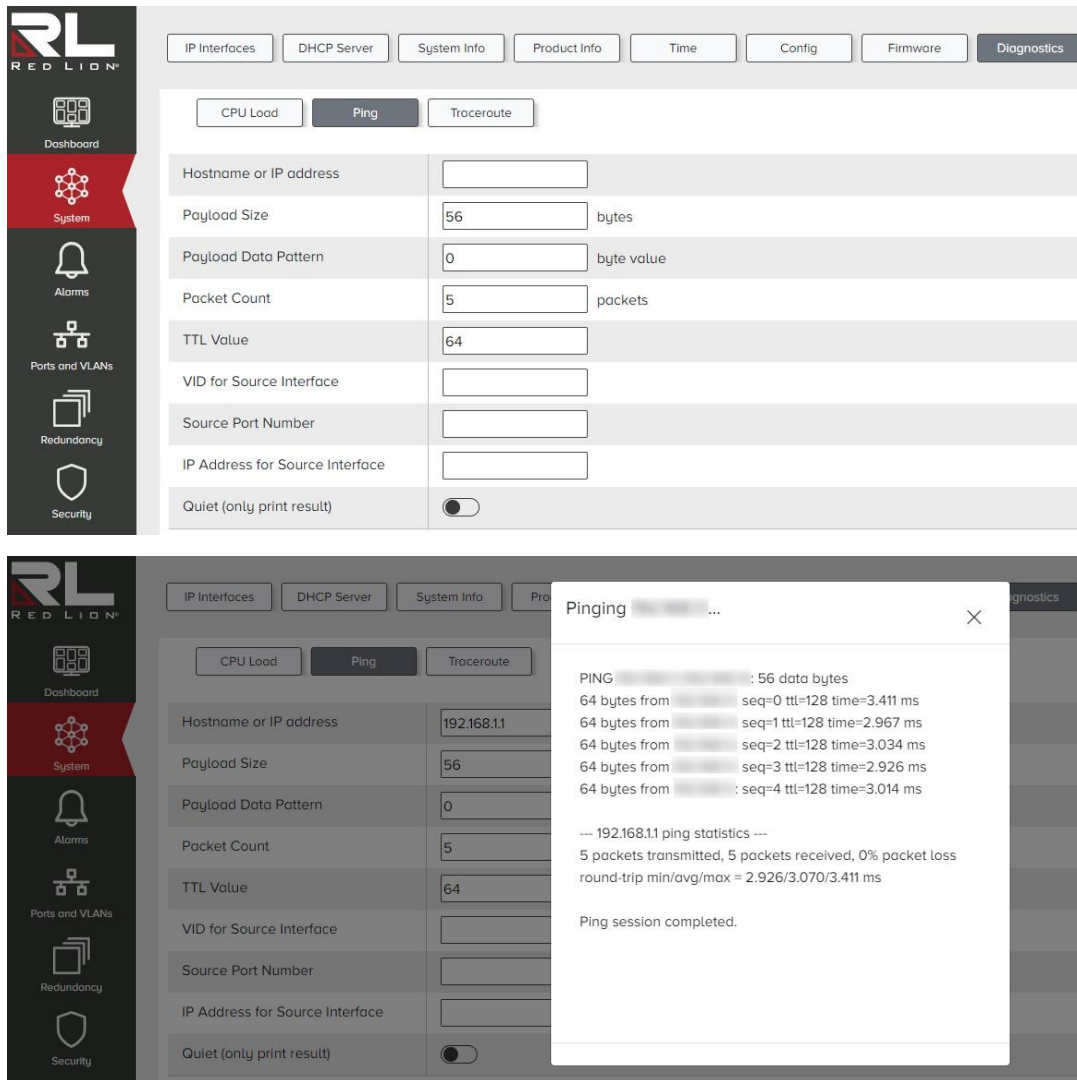 RL
RED LION®
IP Interfaces DHCP Server System Info Product Info Time Config Firmware Diagnostics
CPU Load Ping Traceroute
Dashboard
System
Alarms
Ports and VLANs
Redundancy
Security
Hostname or IP address
Payload Size 56 bytes
Payload Data Pattern 0 byte value
Packet Count 5 packets
TTL Value 64
VID for Source Interface
Source Port Number
IP Address for Source Interface
Quiet (only print result)
RL
RED LION®
IP Interfaces DHCP Server System Info Pro gnostics
CPU Load Ping Traceroute
Dashboard
System
Alarms
Ports and VLANs
Redundancy
Security
Hostname or IP address 192.168.1.1
Payload Size 56
Payload Data Pattern 0
Packet Count 5
TTL Value 64
VID for Source Interface
Source Port Number
IP Address for Source Interface
Quiet (only print result)
Pinging ...
PING : 56 data bytes
64 bytes from seq=0 ttl=128 time=3.411 ms
64 bytes from seq=1 ttl=128 time=2.967 ms
64 bytes from seq=2 ttl=128 time=3.034 ms
64 bytes from seq=3 ttl=128 time=2.926 ms
64 bytes from : seq=4 ttl=128 time=3.014 ms
--- 192.168.1.1 ping statistics ---
5 packets transmitted, 5 packets received, 0% packet loss
round-trip min/avg/max = 2.926/3.070/3.411 ms
Ping session completed.